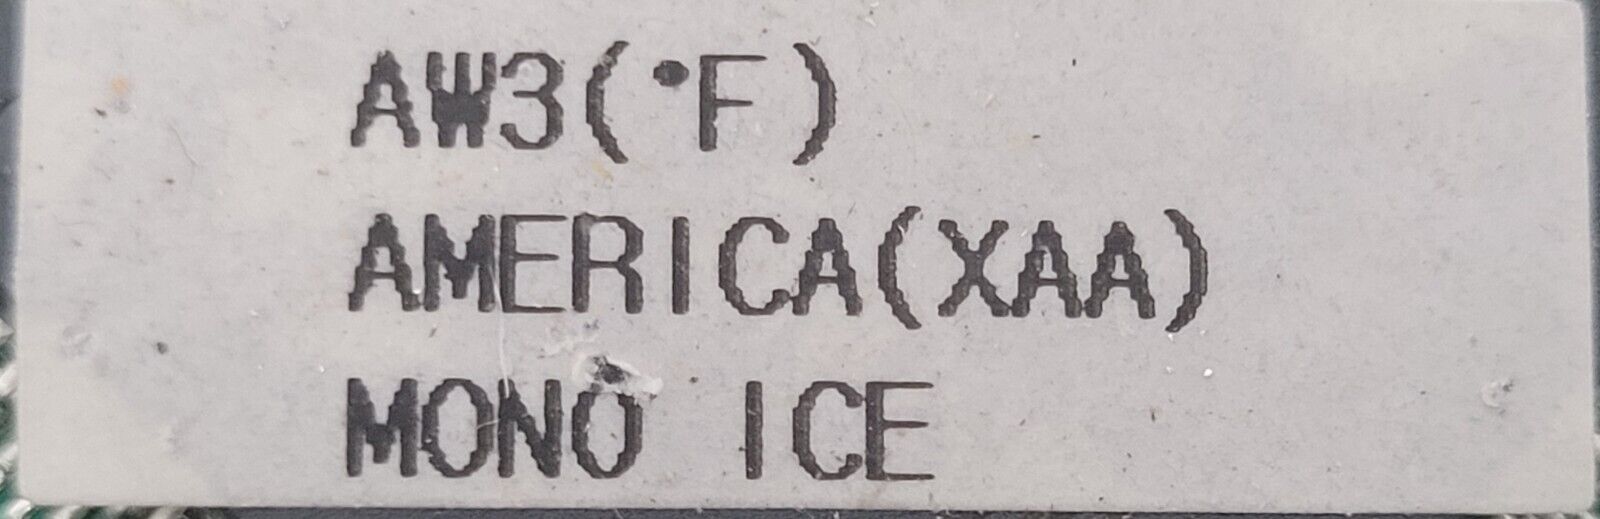 AW3(°F)
AMERICA(XAA)
MONO ICE